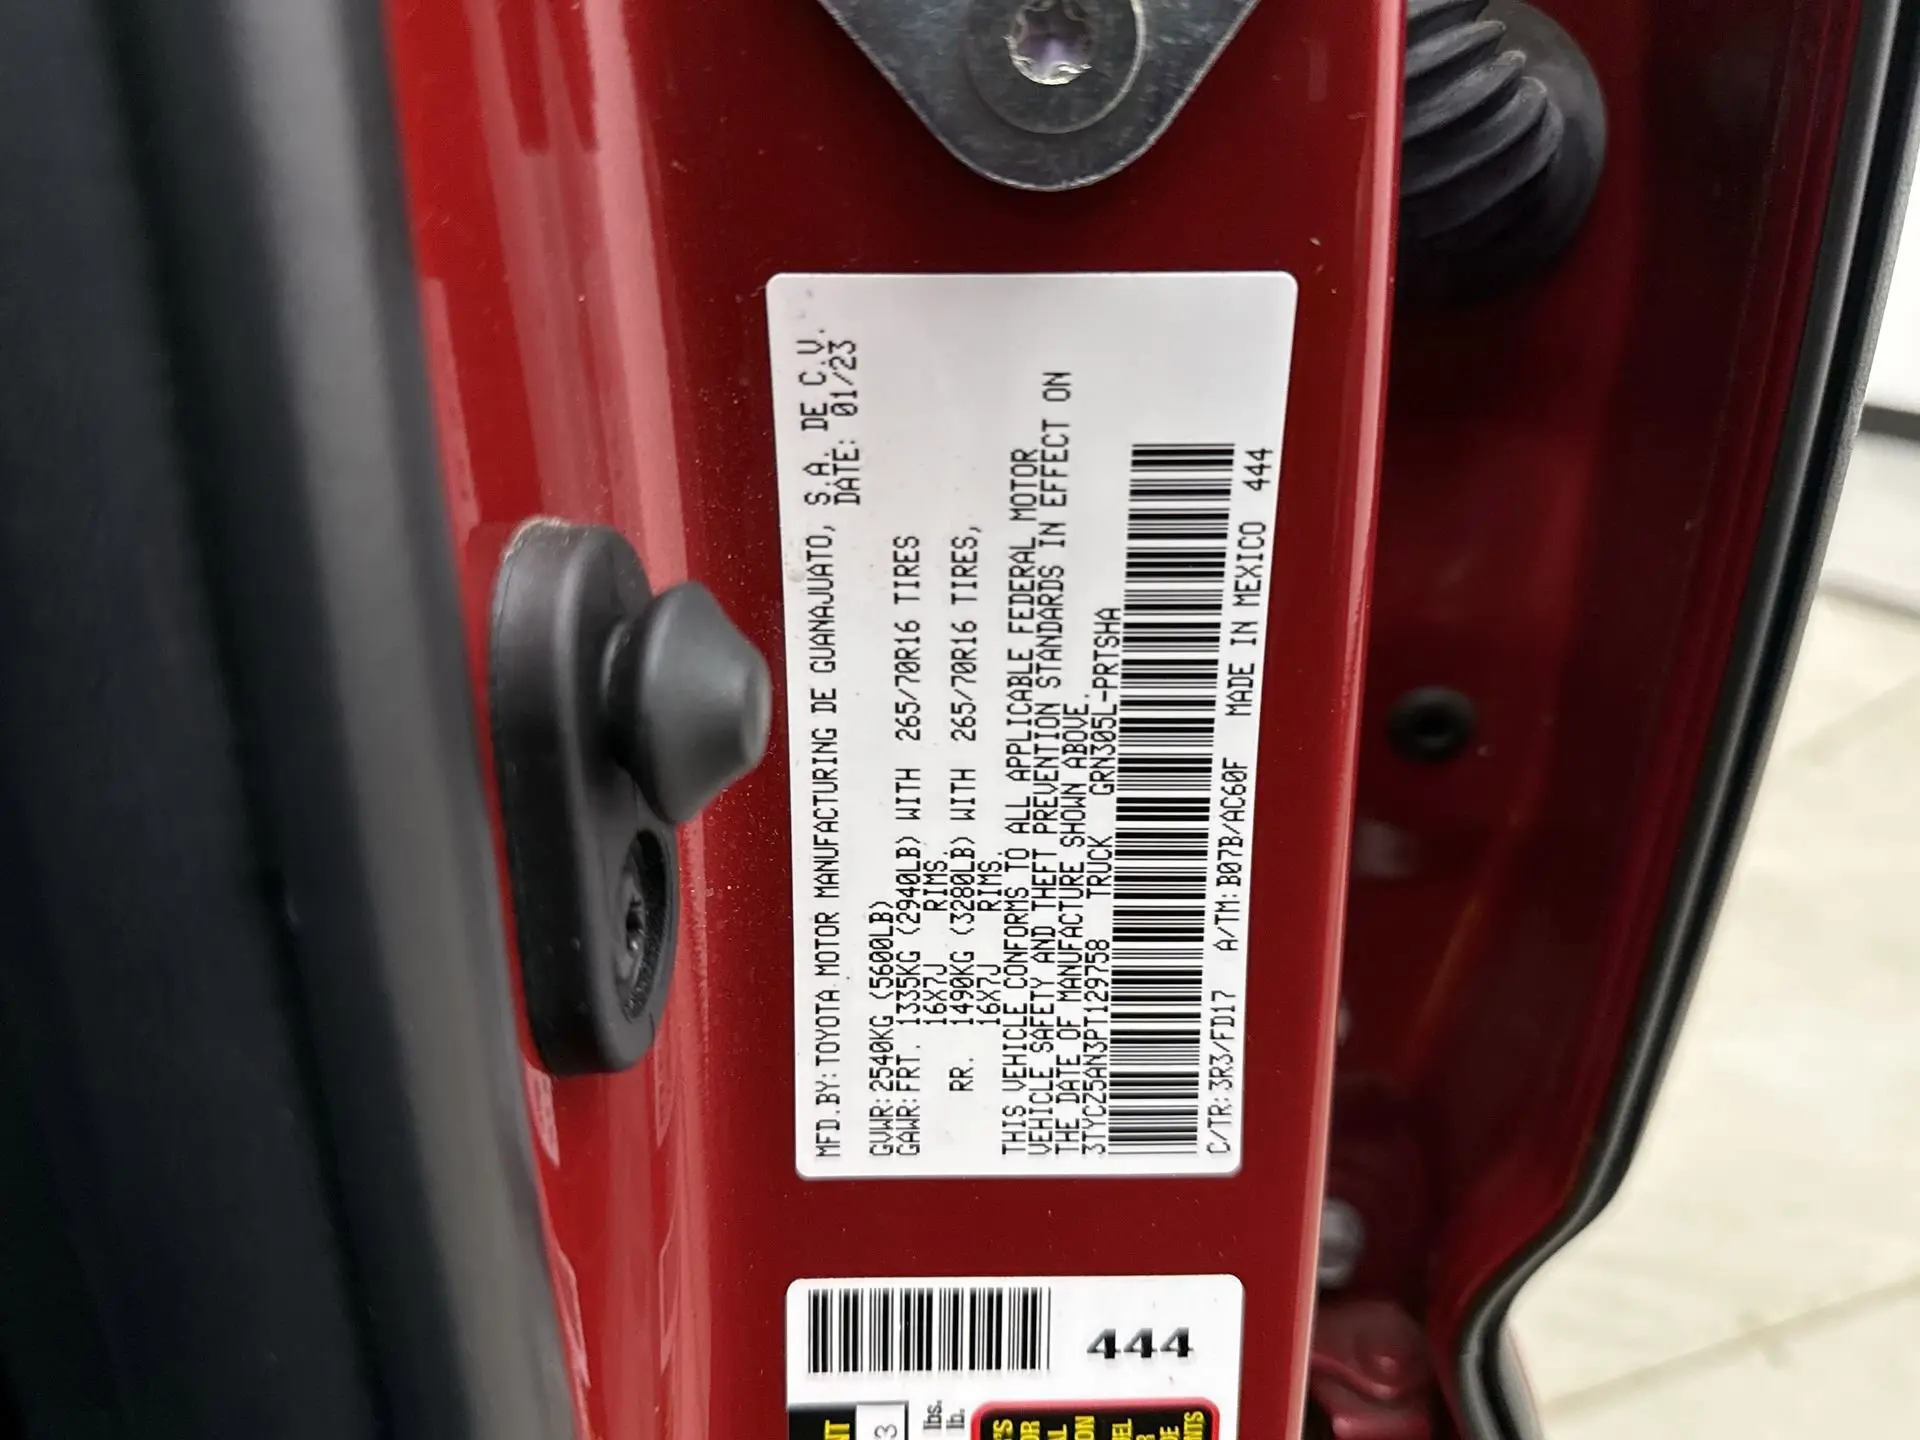 MFD.BY:TOYOTA MOTOR MANUFACTURING DE GUANAJUATO, S.A. DE C.V.
DATE: 01/23
GVWR:2540KG (5600LB)
GAWR:FRT. 1335KG (2940LB) WITH 265/70R16 TIRES
16X7J RIMS,
RR. 1490KG (3280LB) WITH 265/70R16 TIRES,
16X7J RIMS.
THIS VEHICLE CONFORMS TO ALL APPLICABLE FEDERAL MOTOR
VEHICLE SAFETY AND THEFT PREVENTION STANDARDS IN EFFECT ON
THE DATE OF MANUFACTURE SHOWN ABOVE.
3TYCZ5AN3PT129758 TRUCK GRN305L-PRTSHA
C/TR:3R3/FD17 A/TM:B07B/AC60F MADE IN MEXICO 444
444
lbs.
lb.